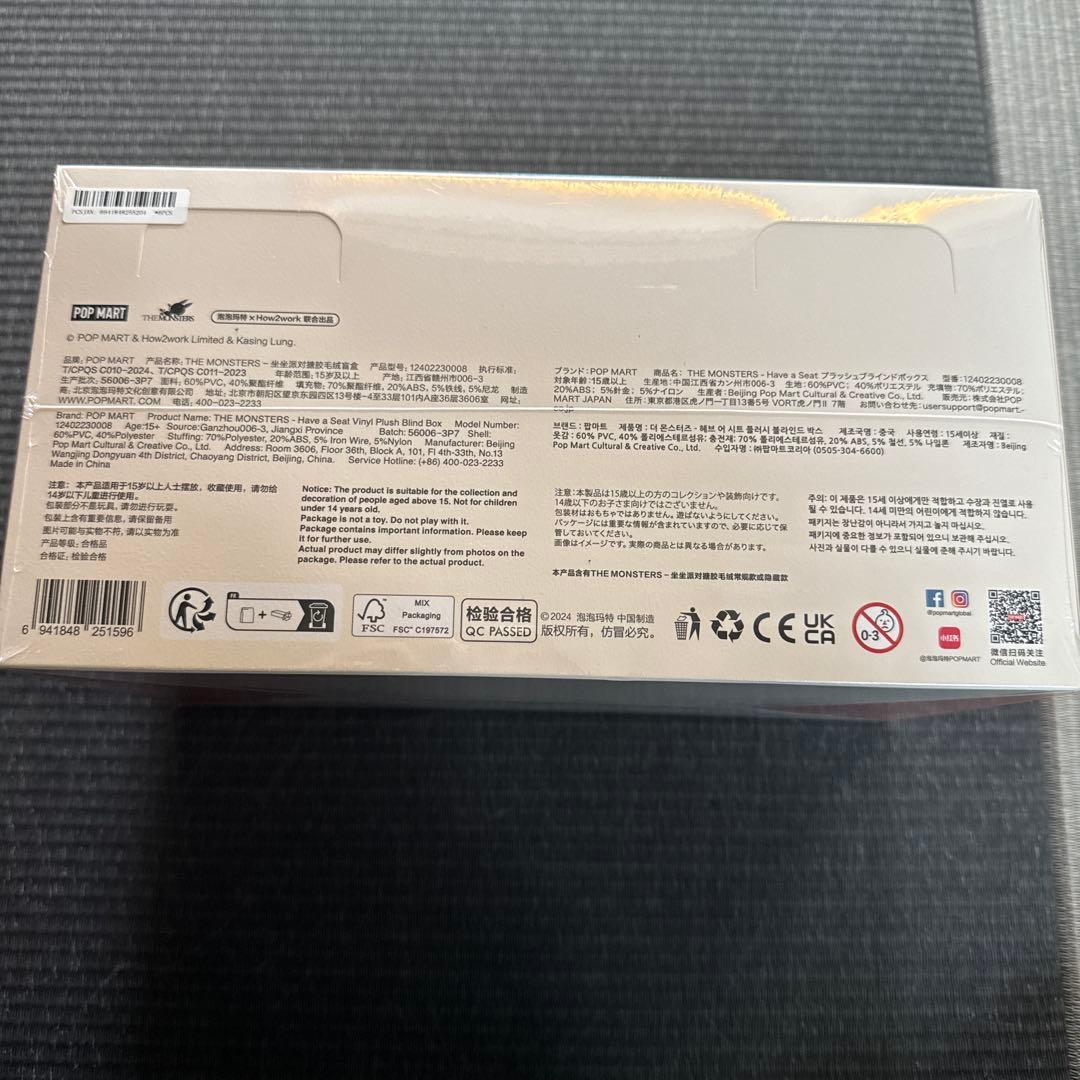 PCSJAN: 6941848255204 *6PCS
POP MART
THE MONSTERS
泡泡玛特×How2work 联合出品
© POP MART & How2work Limited & Kasing Lung.
品牌: POP MART 产品名称: THE MONSTERS – 坐坐派对搪胶毛绒盲盒 产品型号: 12402230008 执行标准:
T/CPQS C010-2024、T/CPQS C011-2023 年龄范围: 15岁及以上 产地: 江西省赣州市006-3
生产批次: 56006-3P7 面料: 60%PVC, 40%聚酯纤维 填充物: 70%聚酯纤维, 20%ABS, 5%铁线, 5%尼龙 制造
商: 北京泡泡玛特文化创意有限公司 地址: 北京市朝阳区望京东园四区13号楼-4至33层101内A座36层3606室 网址:
WWW.POPMART.COM 电话: 400-023-2233
Brand: POP MART Product Name: THE MONSTERS - Have a Seat Vinyl Plush Blind Box Model Number:
12402230008 Age:15+ Source:Ganzhou006-3, Jiangxi Province Batch: 56006-3P7 Shell:
60%PVC, 40%Polyester Stuffing: 70%Polyester, 20%ABS, 5% Iron Wire, 5%Nylon Manufacturer: Beijing
Pop Mart Cultural & Creative Co., Ltd. Address: Room 3606, Floor 36th, Block A, 101, Fl 4th-33th, No.13
Wangjing Dongyuan 4th District, Chaoyang District, Beijing, China. Service Hotline: (+86) 400-023-2233
Made in China
ブランド: POP MART 商品名: THE MONSTERS - Have a Seat プラッシュブラインドボックス 型番: 12402230008
対象年齢:15歳以上 生産地:中国江西省カン州市006-3 生地:60%PVC; 40%ポリエステル 充填物:70%ポリエステル;
20%ABS; 5%針金; 5%ナイロン 生産者: Beijing Pop Mart Cultural & Creative Co., Ltd. 販売元:株式会社POP
MART JAPAN 住所:東京都港区虎ノ門一丁目13番5号 VORT虎ノ門II 7階 お問い合わせ先:usersupport@popmart.
co.jp
브랜드: 팝마트 제품명: 더 몬스터즈 - 헤브 어 시트 플러시 블라인드 박스 제조국명: 중국 사용연령: 15세이상 재질:
옷감: 60% PVC, 40% 폴리에스테르섬유: 충전재: 70% 폴리에스테르섬유, 20% ABS, 5% 철선, 5% 나일론 제조자명: Beijing
Pop Mart Cultural & Creative Co., Ltd. 수입자명: ㈜팝마트코리아 (0505-304-6600)
注意: 本产品适用于15岁以上人士摆放, 收藏使用, 请勿给
14岁以下儿童进行使用。
包装部分不是玩具, 请勿进行玩耍。
包装上含有重要信息, 请保留备用
图片可能与实物不符, 请以实物为准
产品等级: 合格品
合格证: 检验合格
Notice: The product is suitable for the collection and
decoration of people aged above 15. Not for children
under 14 years old.
Package is not a toy. Do not play with it.
Package contains important information. Please keep
it for further use.
Actual product may differ slightly from photos on the
package. Please refer to the actual product.
注意:本製品は15歳以上の方のコレクションや装飾向けです。
14歳以下のお子さま向けではございません。
包装材はおもちゃではありません。遊ばないようにしてください。
パッケージには重要な情報が含まれていますので、必要に応じて保
管しておいてください。
画像はイメージです。実際の商品とは異なる場合があります。
주의: 이 제품은 15세 이상에게만 적합하고 수장과 진열로 사용
될 수 있습니다. 14세 미만의 어린이에게 적합하지 않습니다.
패키지는 장난감이 아니라서 가지고 놀지 마십시오.
패키지에 중요한 정보가 포함되어 있으니 보관해 주십시오.
사진과 실물이 다를 수 있으니 실물에 준해 주시기 바랍니다.
本产品含有THE MONSTERS – 坐坐派对搪胶毛绒常规款或隐藏款
6 941848 251596
FR
+
FSC
MIX
Packaging
FSC® C197572
检验合格
QC PASSED
©2024 泡泡玛特 中国制造
版权所有, 仿冒必究。
CE
UK
CA
0-3
@popmartglobal
小红书
@泡泡玛特POPMART
微信扫码关注
Official Website